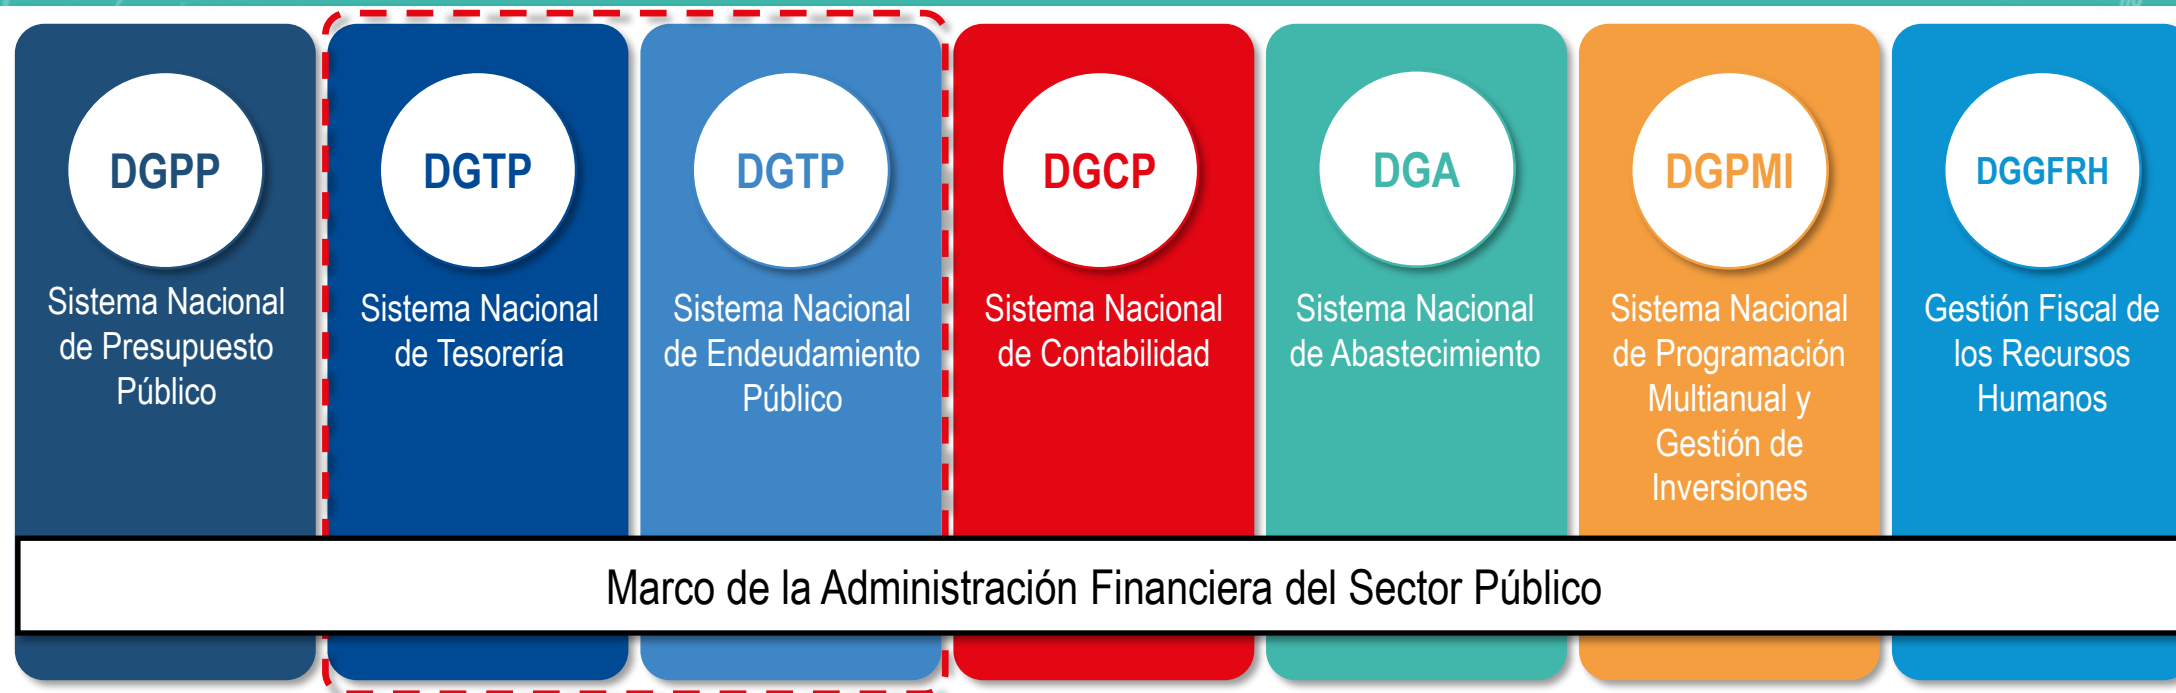 DGPP
Sistema Nacional
de Presupuesto
Público
DGTP
Sistema Nacional
de Tesorería
DGTP
Sistema Nacional
de Endeudamiento
Público
DGCP
Sistema Nacional
de Contabilidad
DGA
Sistema Nacional
de Abastecimiento
DGPMI
Sistema Nacional
de Programación
Multianual y
Gestión de
Inversiones
DGGFRH
Gestión Fiscal de
los Recursos
Humanos
Marco de la Administración Financiera del Sector Público